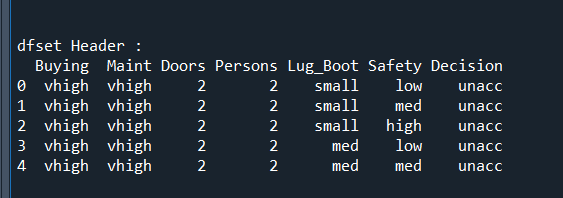 dfset Header :
Buying Maint Doors Persons Lug_Boot Safety Decision
0 vhigh vhigh 2 2 small low unacc
1 vhigh vhigh 2 2 small med unacc
2 vhigh vhigh 2 2 small high unacc
3 vhigh vhigh 2 2 med low unacc
4 vhigh vhigh 2 2 med med unacc